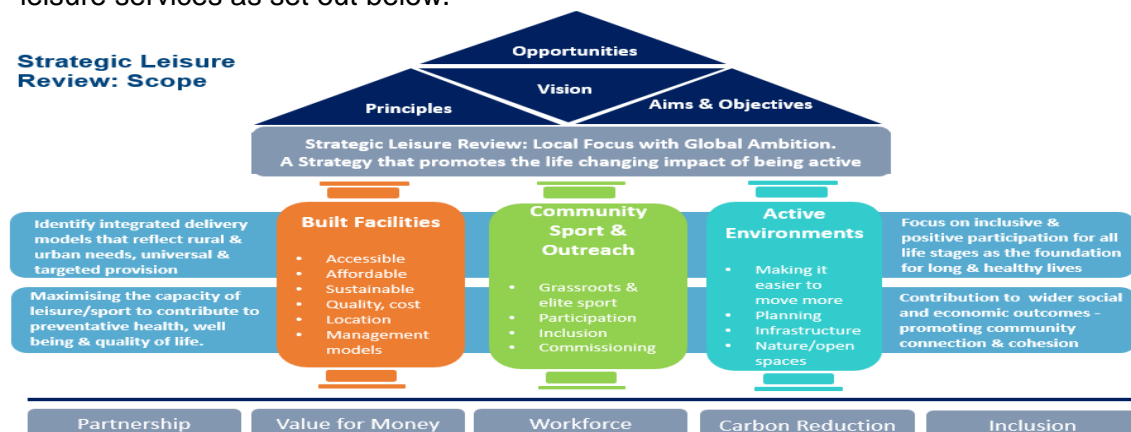 leisure services as set out below.
Strategic Leisure
Review: Scope
Opportunities
Vision
Principles
Aims & Objectives
Strategic Leisure Review: Local Focus with Global Ambition.
A Strategy that promotes the life changing impact of being active
Identify integrated delivery
models that reflect rural &
urban needs, universal &
targeted provision
Maximising the capacity of
leisure/sport to contribute to
preventative health, well
being & quality of life.
Built Facilities
• Accessible
• Affordable
• Sustainable
• Quality, cost
• Location
• Management
models
Community
Sport &
Outreach
• Grassroots &
elite sport
• Participation
• Inclusion
• Commissioning
Active
Environments
• Making it
easier to
move more
• Planning
• Infrastructure
• Nature/open
spaces
Focus on inclusive &
positive participation for all
life stages as the foundation
for long & healthy lives
Contribution to wider social
and economic outcomes -
promoting community
connection & cohesion
Partnership
Value for Money
Workforce
Carbon Reduction
Inclusion